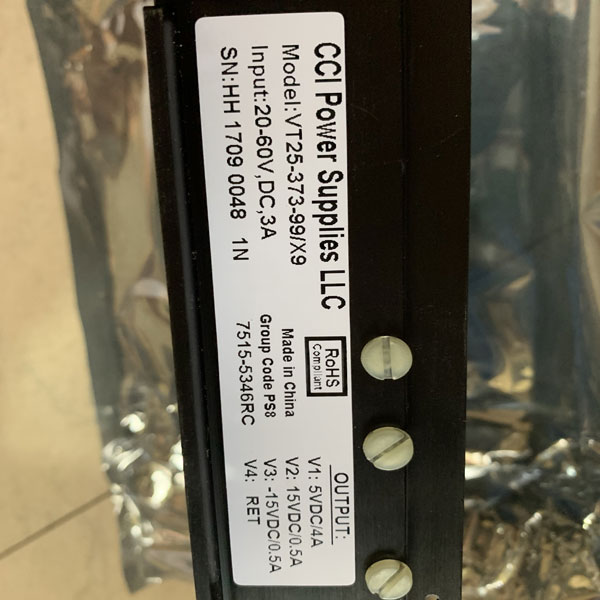 CCI Power Supplies LLC
Model:VT25-373-99/X9
Input:20-60V,DC,3A
SN:HH 1709 0048 1N
RoHS
Compliant
Made in China
Group Code PS8
7515-5346RC
OUTPUT:
V1: 5VDC/4A
V2: 15VDC/0.5A
V3: -15VDC/0.5A
V4: RET